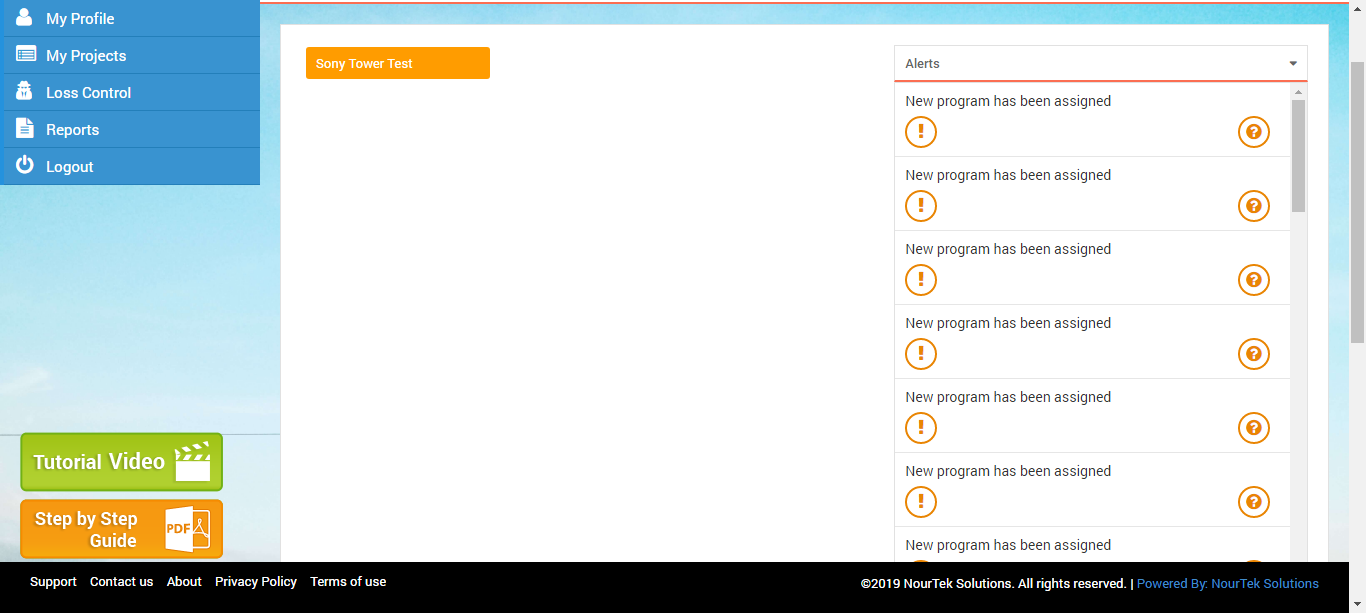 My Profile
My Projects
Loss Control
Reports
Logout
Tutorial Video
Step by Step
Guide
PDF
Sony Tower Test
Alerts
New program has been assigned
New program has been assigned
New program has been assigned
New program has been assigned
New program has been assigned
New program has been assigned
New program has been assigned
Support Contact us About Privacy Policy Terms of use
©2019 NourTek Solutions. All rights reserved. | Powered By: NourTek Solutions